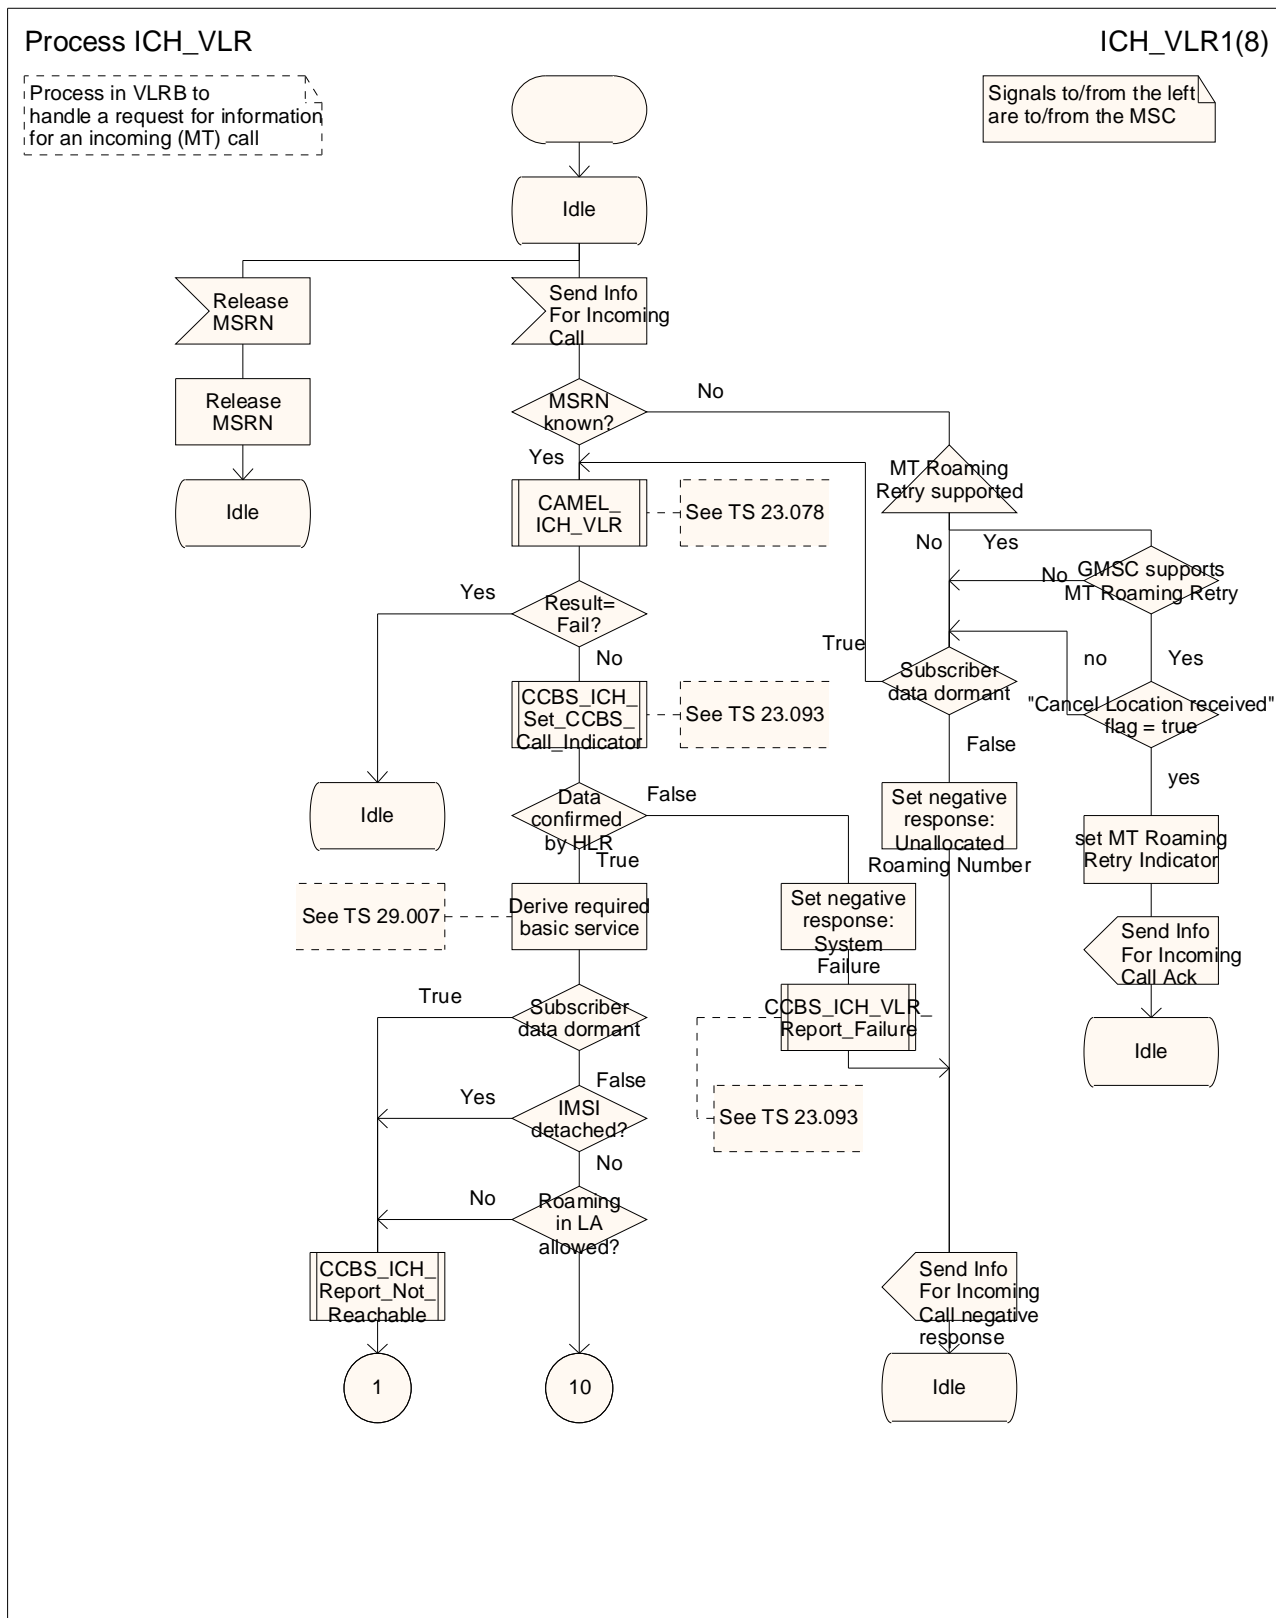 Process ICH_VLR
ICH_VLR1(8)
Process in VLRB to
handle a request for information
for an incoming (MT) call
Signals to/from the left
are to/from the MSC
Idle
Release
MSRN
Send Info
For Incoming
Call
Release
MSRN
MSRN
known?
No
Yes
MT Roaming
Retry supported
Idle
CAMEL_
ICH_VLR
See TS 23.078
No
Yes
GMSC supports
MT Roaming Retry
No
Yes
Result=
Fail?
No
True
Subscriber
data dormant
no
Yes
CCBS_ICH_
Set_CCBS_
Call_Indicator
See TS 23.093
"Cancel Location received"
flag = true
False
yes
Idle
Data
confirmed
by HLR
False
True
Set negative
response:
Unallocated
Roaming Number
set MT Roaming
Retry Indicator
See TS 29.007
Derive required
basic service
Set negative
response:
System
Failure
Send Info
For Incoming
Call Ack
True
Subscriber
data dormant
CCBS_ICH_VLR_
Report_Failure
Idle
False
Yes
IMSI
detached?
See TS 23.093
No
No
Roaming
in LA
allowed?
CCBS_ICH_
Report_Not_
Reachable
Send Info
For Incoming
Call negative
response
1
10
Idle